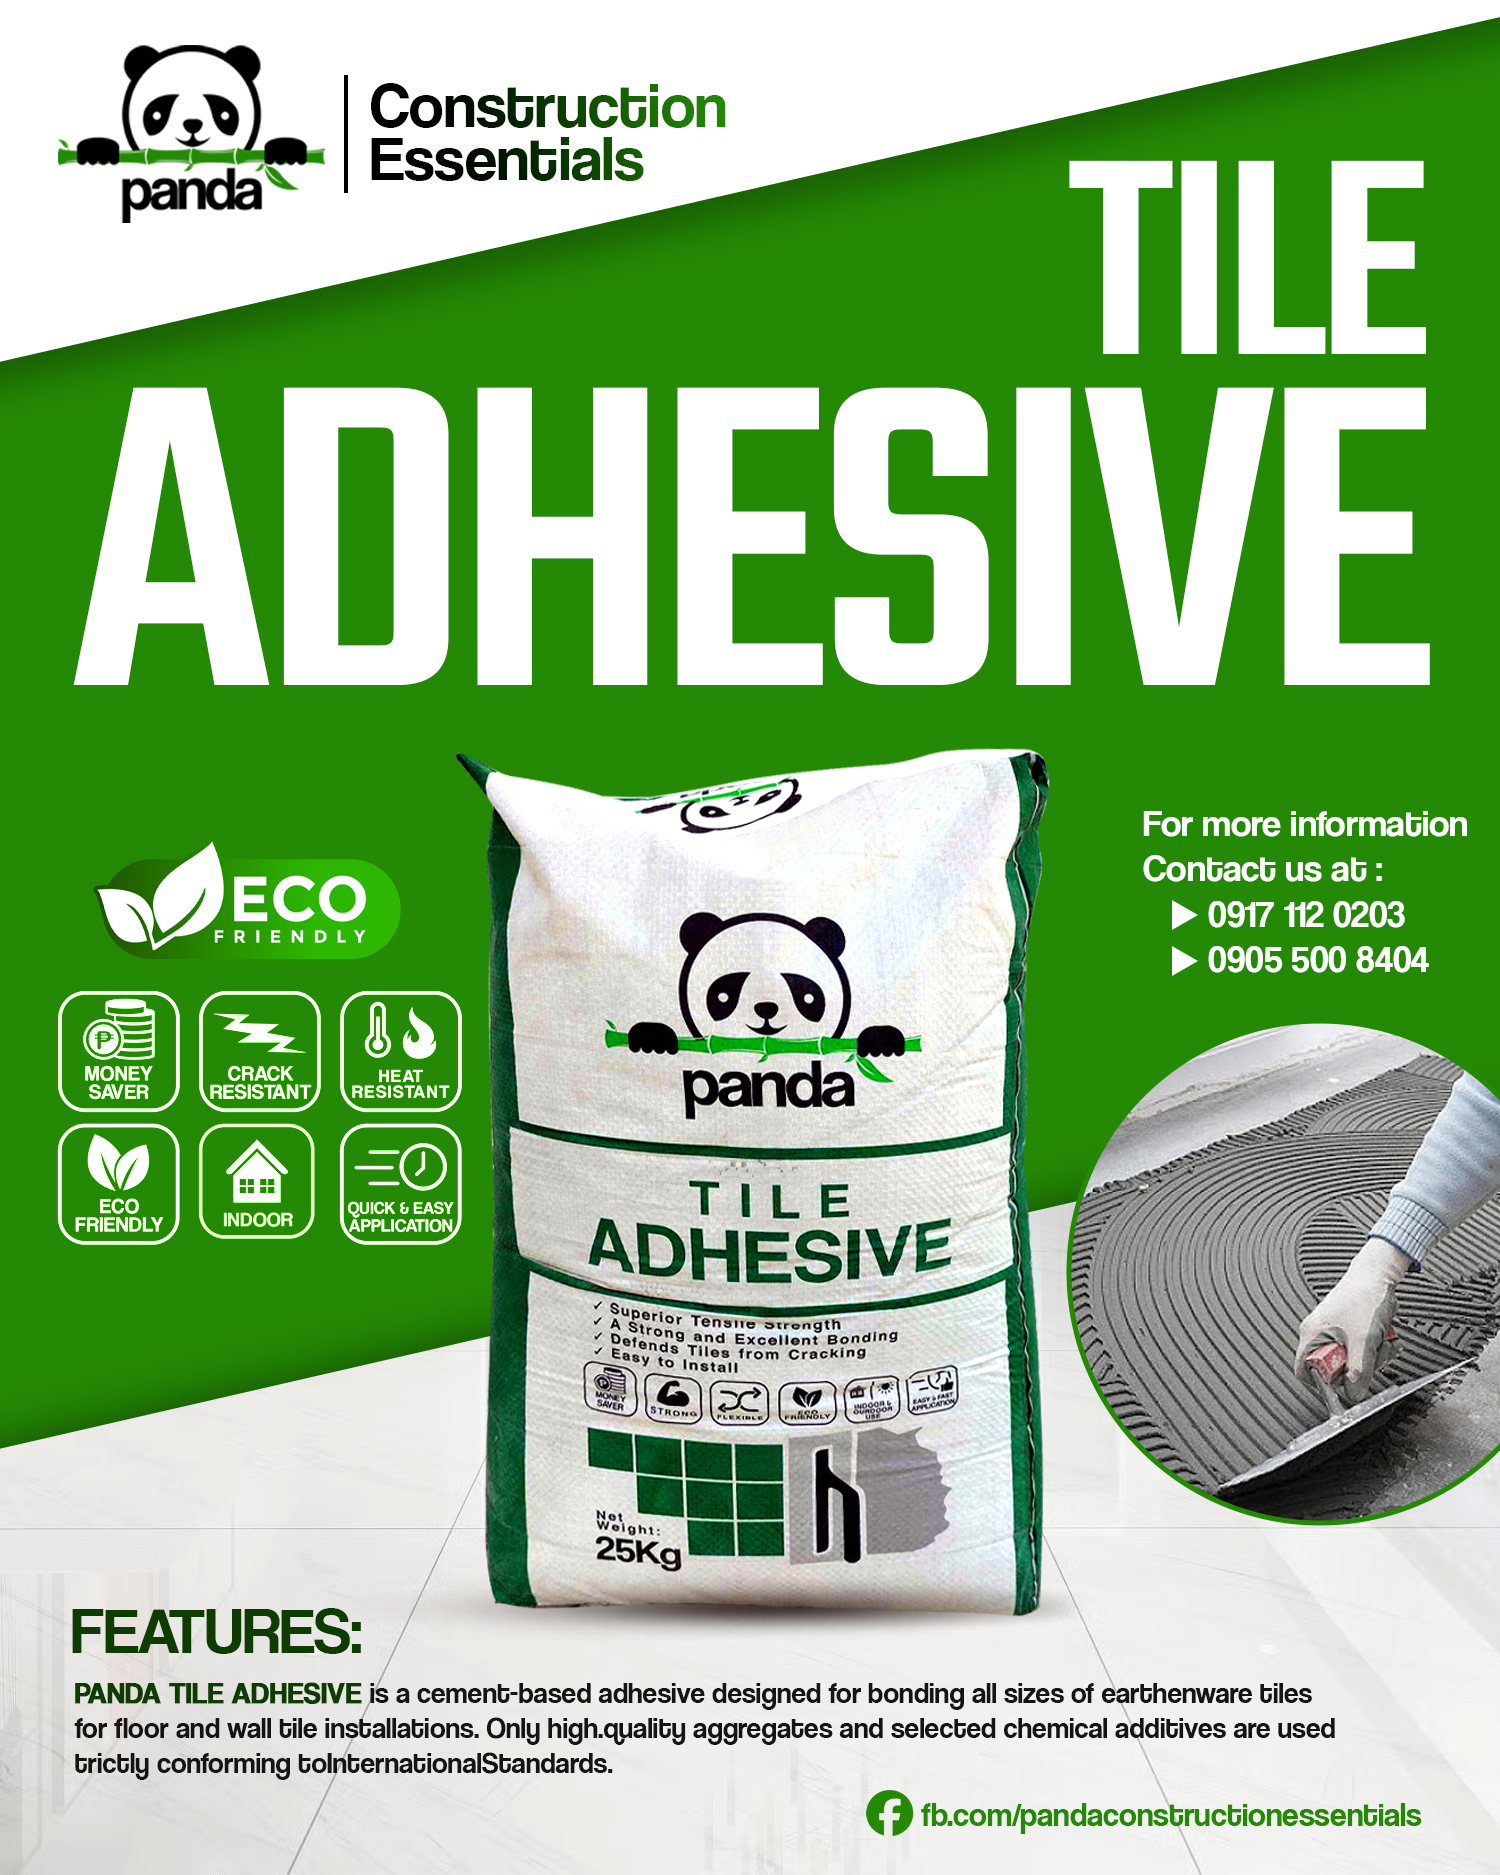 panda
Construction
Essentials
TILE
ADHESIVE
ECO
FRIENDLY
MONEY
SAVER
CRACK
RESISTANT
HEAT
RESISTANT
ECO
FRIENDLY
INDOOR
QUICK & EASY
APPLICATION
panda
TILE
ADHESIVE
✓ Superior Tensile Strength
✓ A Strong and Excellent Bonding
✓ Defends Tiles from Cracking
✓ Easy to Install
MONEY
SAVER
STRONG
FLEXIBLE
ECO
FRIENDLY
INDOOR &
OURDOOR
USE
EASY & FAST
APPLICATION
Net
Weight:
25Kg
For more information
Contact us at :
▶ 0917 112 0203
▶ 0905 500 8404
FEATURES:
PANDA TILE ADHESIVE is a cement-based adhesive designed for bonding all sizes of earthenware tiles
for floor and wall tile installations. Only high.quality aggregates and selected chemical additives are used
trictly conforming toInternationalStandards.
fb.com/pandaconstructionessentials